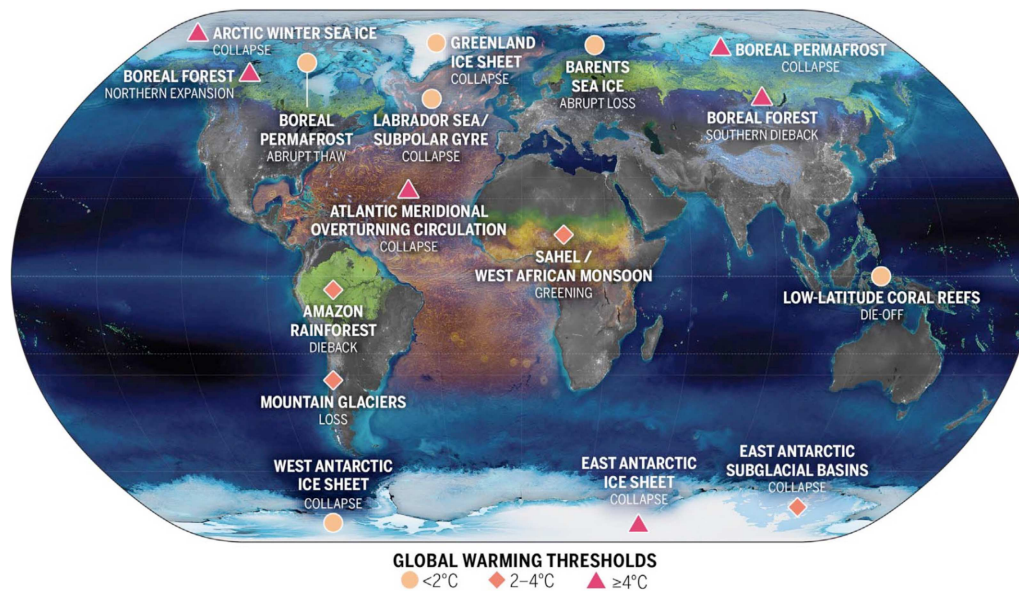 ARCTIC WINTER SEA ICE
COLLAPSE
GREENLAND
ICE SHEET
COLLAPSE
BARENTS
SEA ICE
ABRUPT LOSS
BOREAL PERMAFROST
COLLAPSE
BOREAL FOREST
NORTHERN EXPANSION
BOREAL
PERMAFROST
ABRUPT THAW
LABRADOR SEA/
SUBPOLAR GYRE
COLLAPSE
BOREAL FOREST
SOUTHERN DIEBACK
ATLANTIC MERIDIONAL
OVERTURNING CIRCULATION
COLLAPSE
SAHEL /
WEST AFRICAN MONSOON
GREENING
LOW-LATITUDE CORAL REEFS
DIE-OFF
AMAZON
RAINFOREST
DIEBACK
MOUNTAIN GLACIERS
LOSS
WEST ANTARCTIC
ICE SHEET
COLLAPSE
EAST ANTARCTIC
ICE SHEET
COLLAPSE
EAST ANTARCTIC
SUBGLACIAL BASINS
COLLAPSE
GLOBAL WARMING THRESHOLDS
<2°C 2–4°C ≥4°C